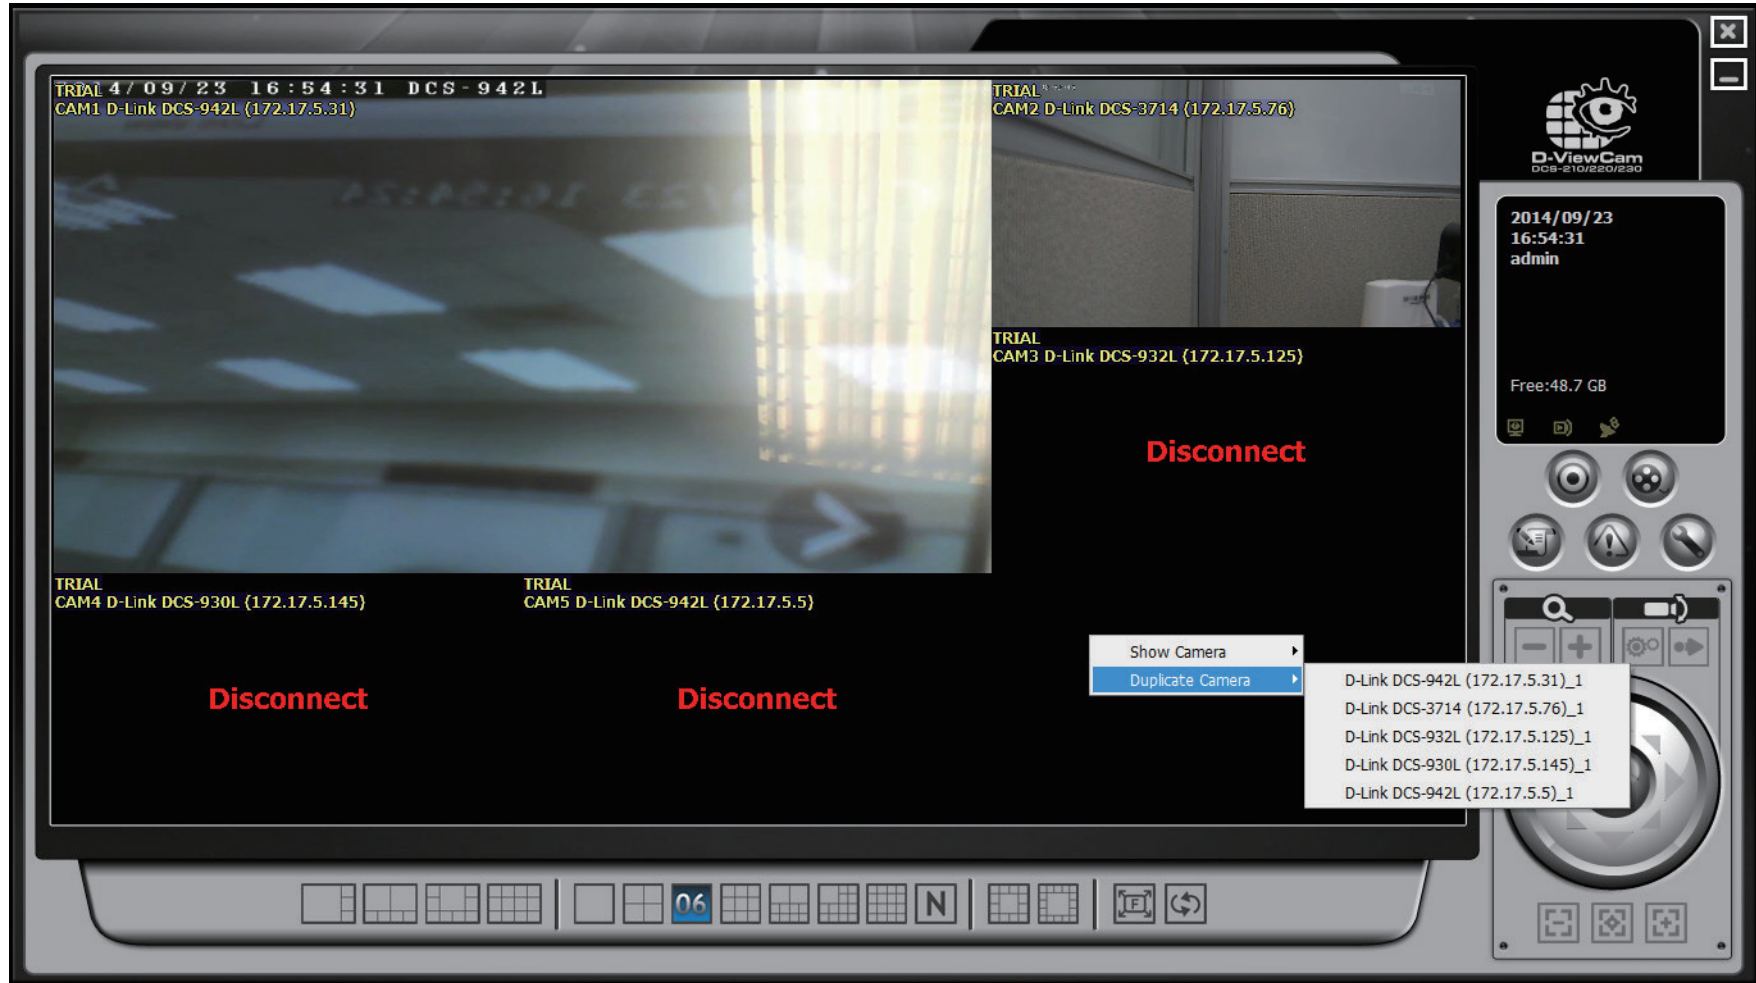 TRIAL 4/09/23 16:54:31 DCS-942L
CAM1 D-Link DCS-942L (172.17.5.31)
TRIAL
CAM2 D-Link DCS-3714 (172.17.5.76)
D-ViewCam
DCS-210/220/230
2014/09/23
16:54:31
admin
TRIAL
CAM3 D-Link DCS-932L (172.17.5.125)
Free:48.7 GB
Disconnect
TRIAL
CAM4 D-Link DCS-930L (172.17.5.145)
TRIAL
CAM5 D-Link DCS-942L (172.17.5.5)
Disconnect
Disconnect
Show Camera
Duplicate Camera
D-Link DCS-942L (172.17.5.31)_1
D-Link DCS-3714 (172.17.5.76)_1
D-Link DCS-932L (172.17.5.125)_1
D-Link DCS-930L (172.17.5.145)_1
D-Link DCS-942L (172.17.5.5)_1
06
N
F